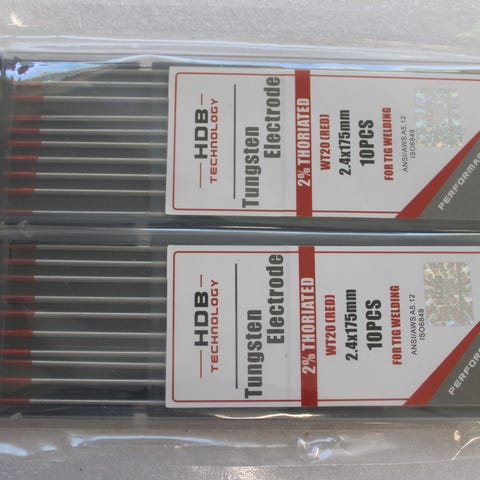 HDB
TECHNOLOGY
Tungsten
Electrode
2% THORIATED
WT20 (RED)
2.4x175mm
10PCS
FOR TIG WELDING
ANSI/AWS A5.12
ISO6848
HDB
TECHNOLOGY
Tungsten
Electrode
2% THORIATED
WT20 (RED)
2.4x175mm
10PCS
FOR TIG WELDING
ANSI/AWS A5.12
ISO6848